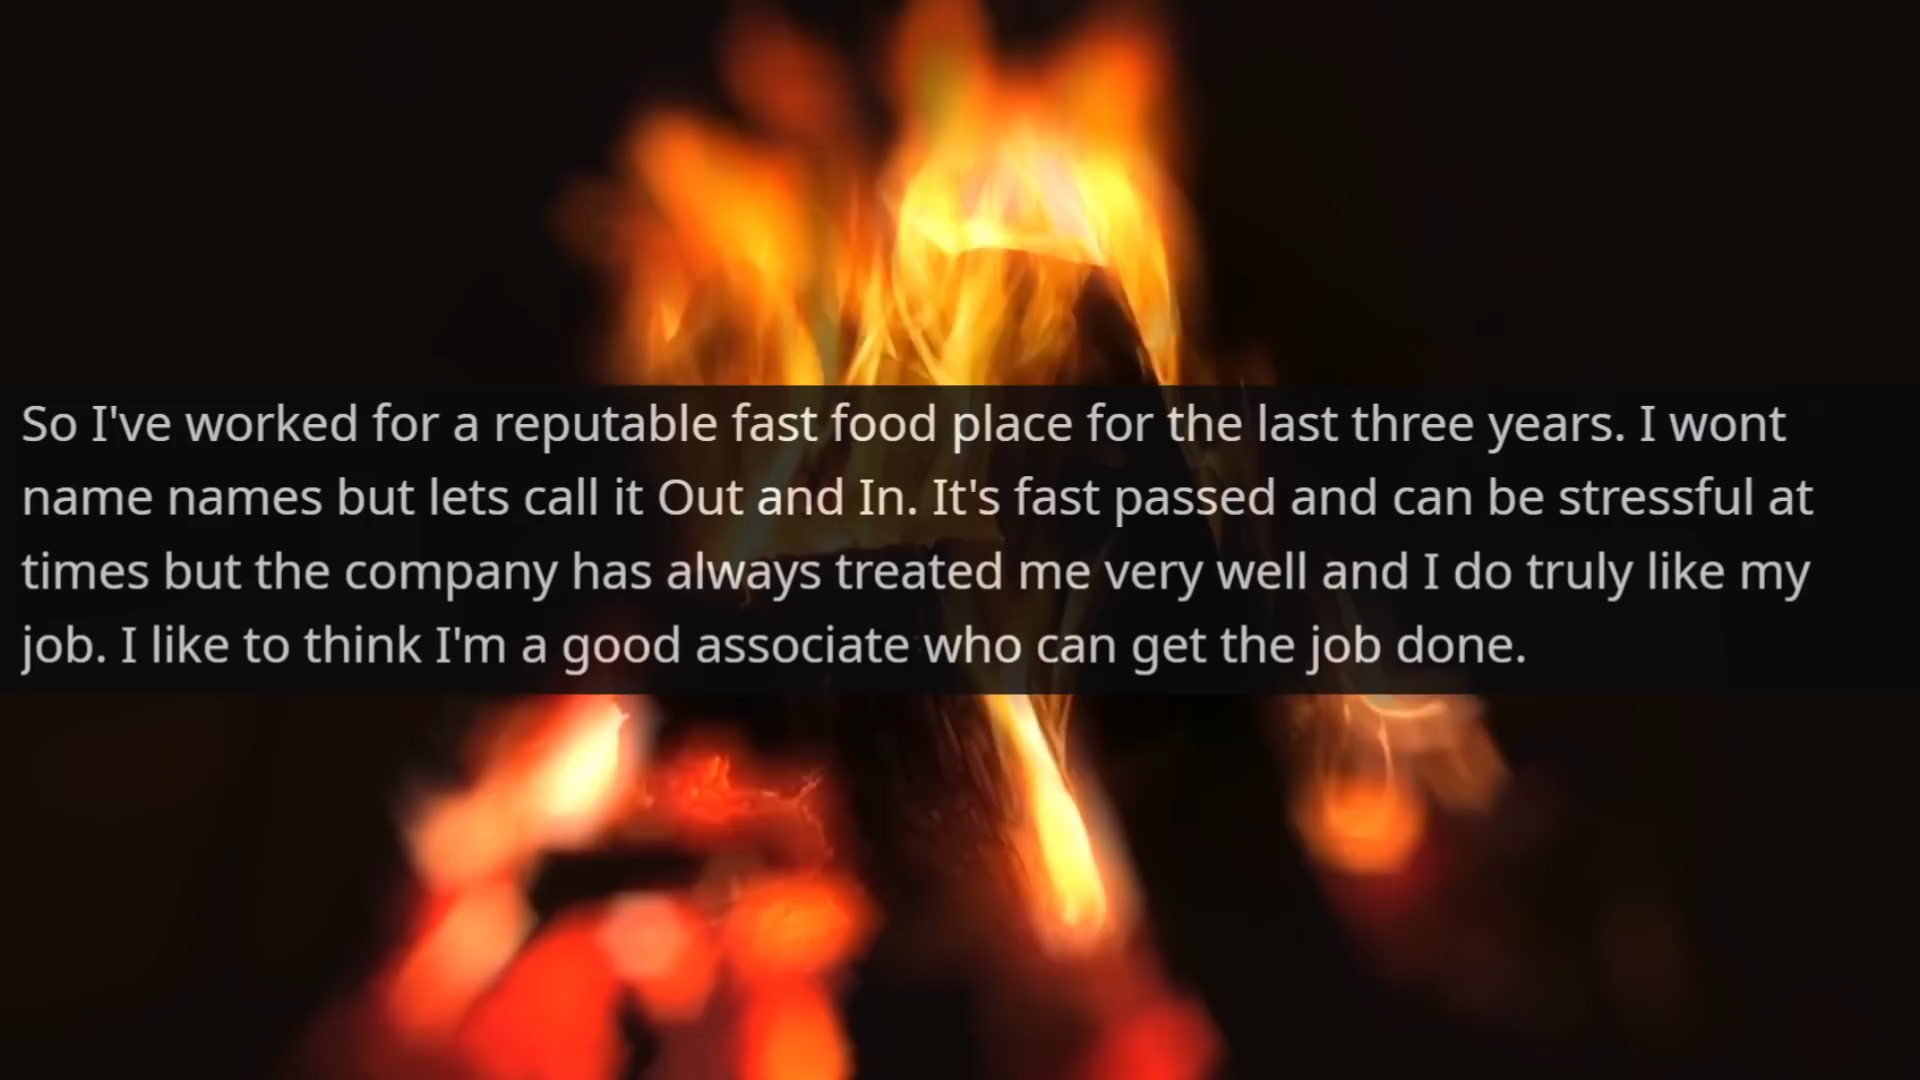 So I've worked for a reputable fast food place for the last three years. I wont
name names but lets call it Out and In. It's fast passed and can be stressful at
times but the company has always treated me very well and I do truly like my
job. I like to think I'm a good associate who can get the job done.